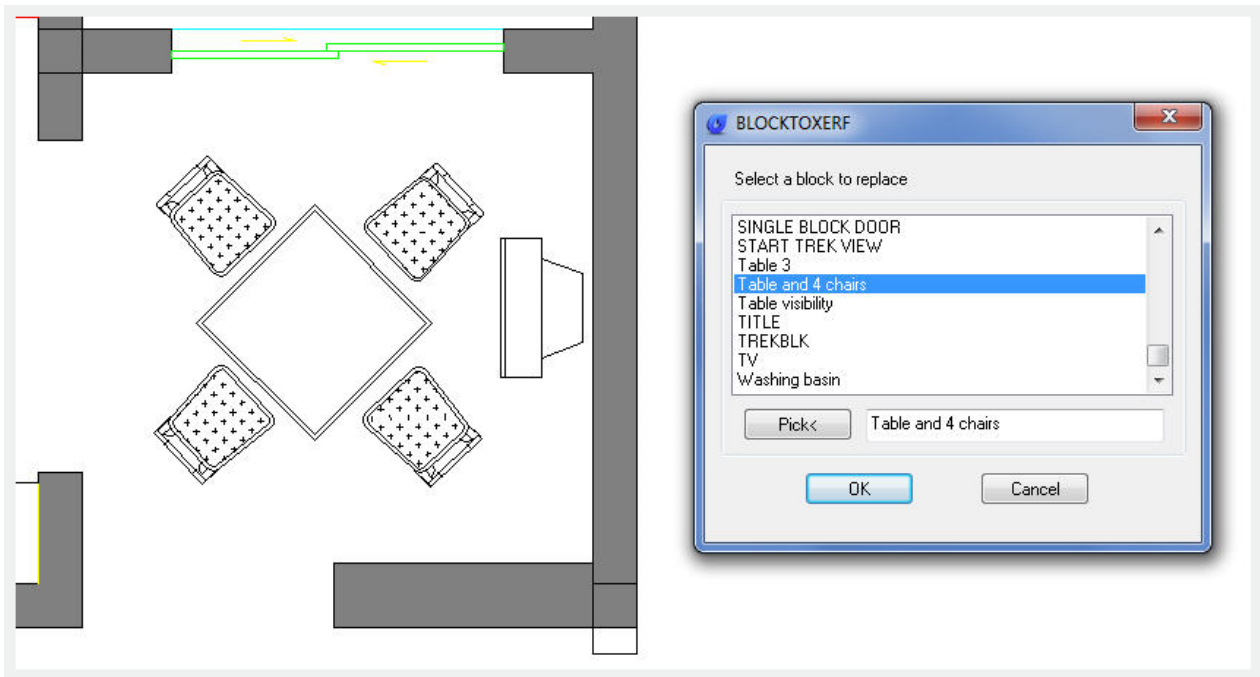 BLOCKTOXERF
Select a block to replace
SINGLE BLOCK DOOR
START TREK VIEW
Table 3
Table and 4 chairs
Table visibility
TITLE
TREKBLK
TV
Washing basin
Pick< Table and 4 chairs
OK Cancel